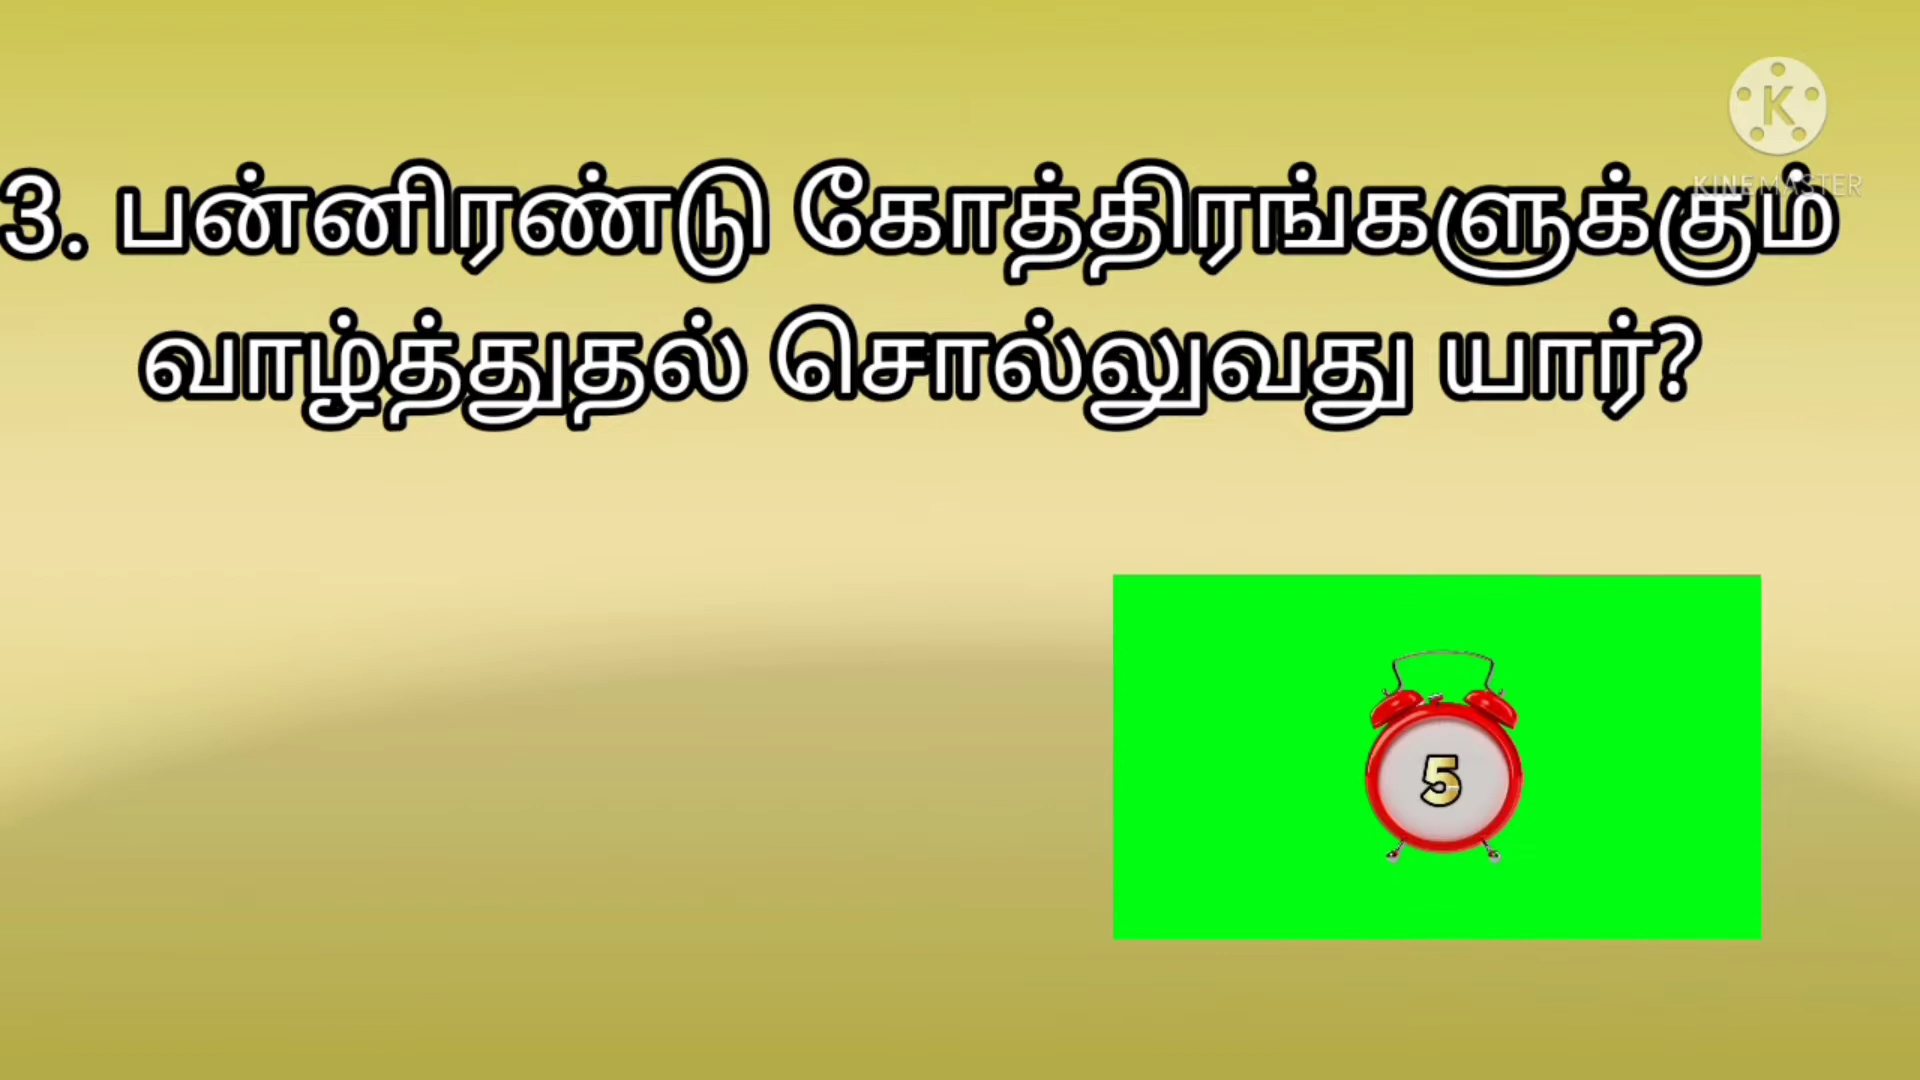 K
KINEMASTER
3. பன்னிரண்டு கோத்திரங்களுக்கும்
வாழ்த்துதல் சொல்லுவது யார்?
5